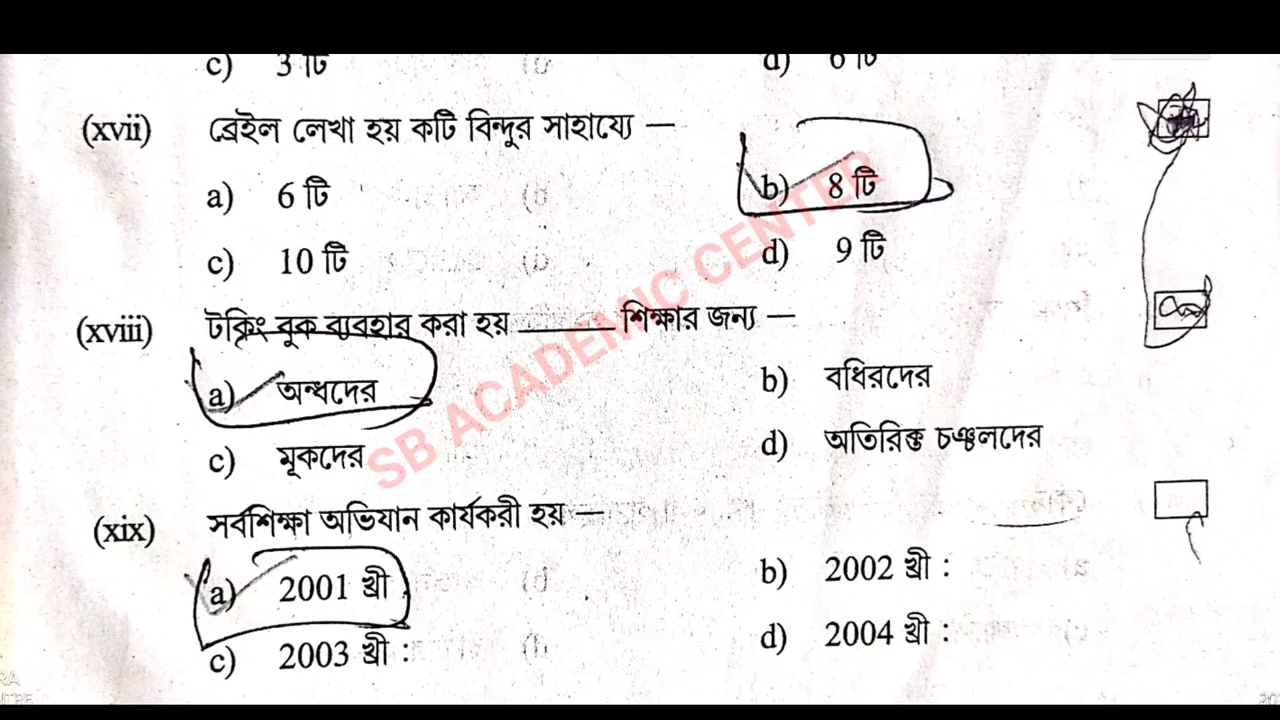 c) 3 টি d) 6 টি
(xvii) ব্রেইল লেখা হয় কটি বিন্দুর সাহায্যে —
a) 6 টি b) 8 টি
c) 10 টি d) 9 টি
(xviii) টকিং বুক ব্যবহার করা হয় ______ শিক্ষার জন্য —
a) অন্ধদের b) বধিরদের
c) মূকদের d) অতিরিক্ত চঞ্চলদের
(xix) সর্বশিক্ষা অভিযান কার্যকরী হয় —
a) 2001 খ্রী b) 2002 খ্রী :
c) 2003 খ্রী : d) 2004 খ্রী :
SB ACADEMIC CENTER